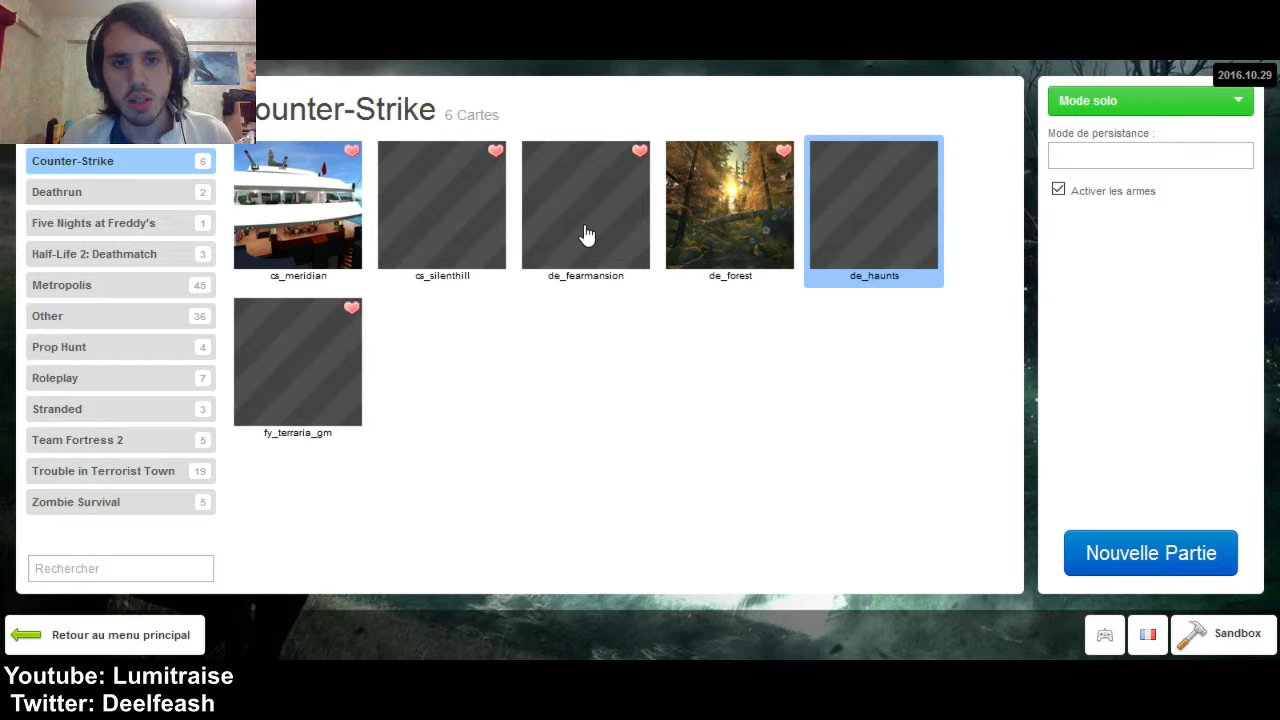 2016.10.29
ounter-Strike 6 Cartes
Mode solo
Mode de persistance :
Activer les armes
Counter-Strike 6
Deathrun 2
Five Nights at Freddy's 1
Half-Life 2: Deathmatch 3
Metropolis 45
Other 36
Prop Hunt 4
Roleplay 7
Stranded 3
Team Fortress 2 5
Trouble in Terrorist Town 19
Zombie Survival 5
Rechercher
cs_meridian
cs_silenthill
de_fearmansion
de_forest
de_haunts
fy_terraria_gm
Nouvelle Partie
Retour au menu principal
Sandbox
Youtube: Lumitraise
Twitter: Deelfeash